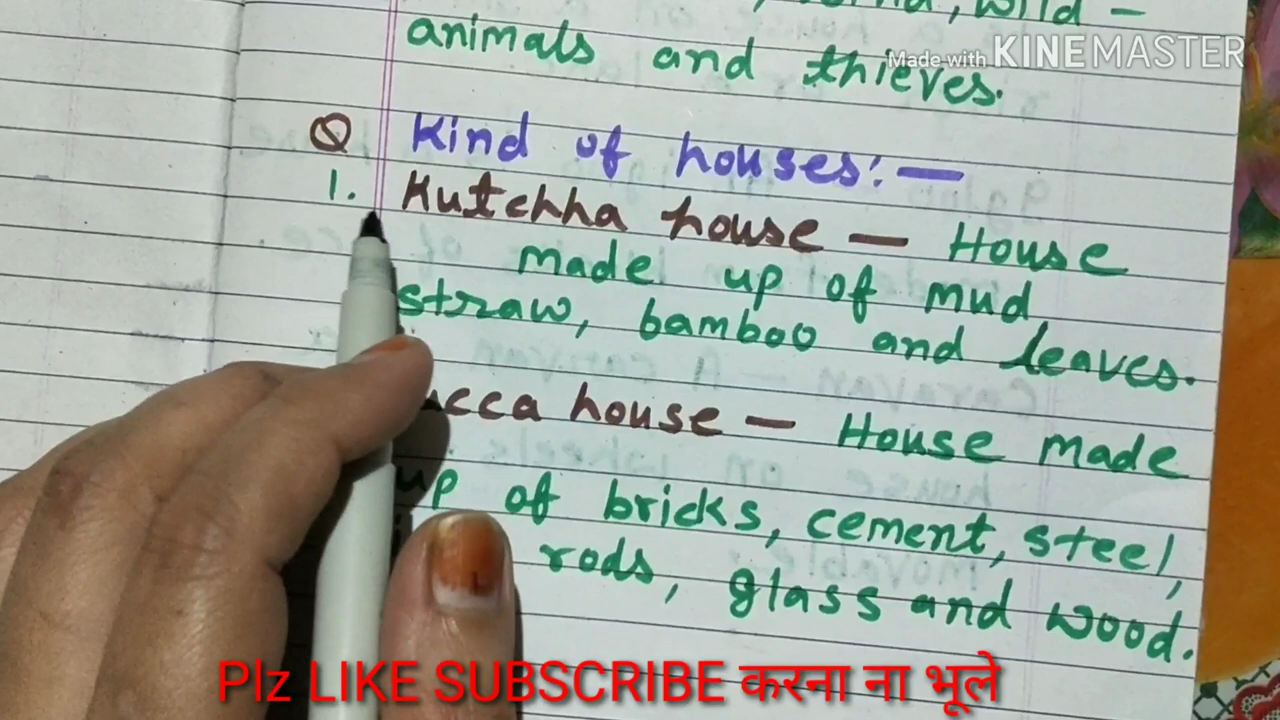 wild -
animals and thieves.
Made with KINEMASTER
Q Kind of houses:-
1. Kutchha house - House
made up of mud
straw, bamboo and leaves.
house - House made
up of bricks, cement, steel,
rods, glass and wood.
Plz LIKE SUBSCRIBE करना ना भूले